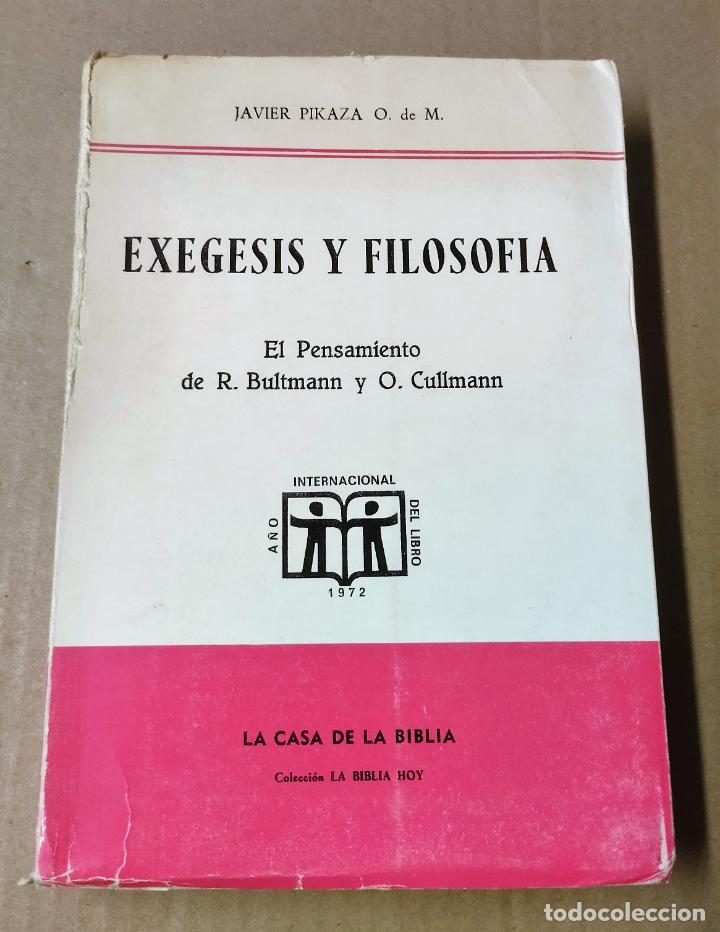 JAVIER PIKAZA O. de M.
EXEGESIS Y FILOSOFIA
El Pensamiento
de R. Bultmann y O. Cullmann
AÑO
INTERNACIONAL
DEL LIBRO
1972
LA CASA DE LA BIBLIA
Colección LA BIBLIA HOY
todocoleccion